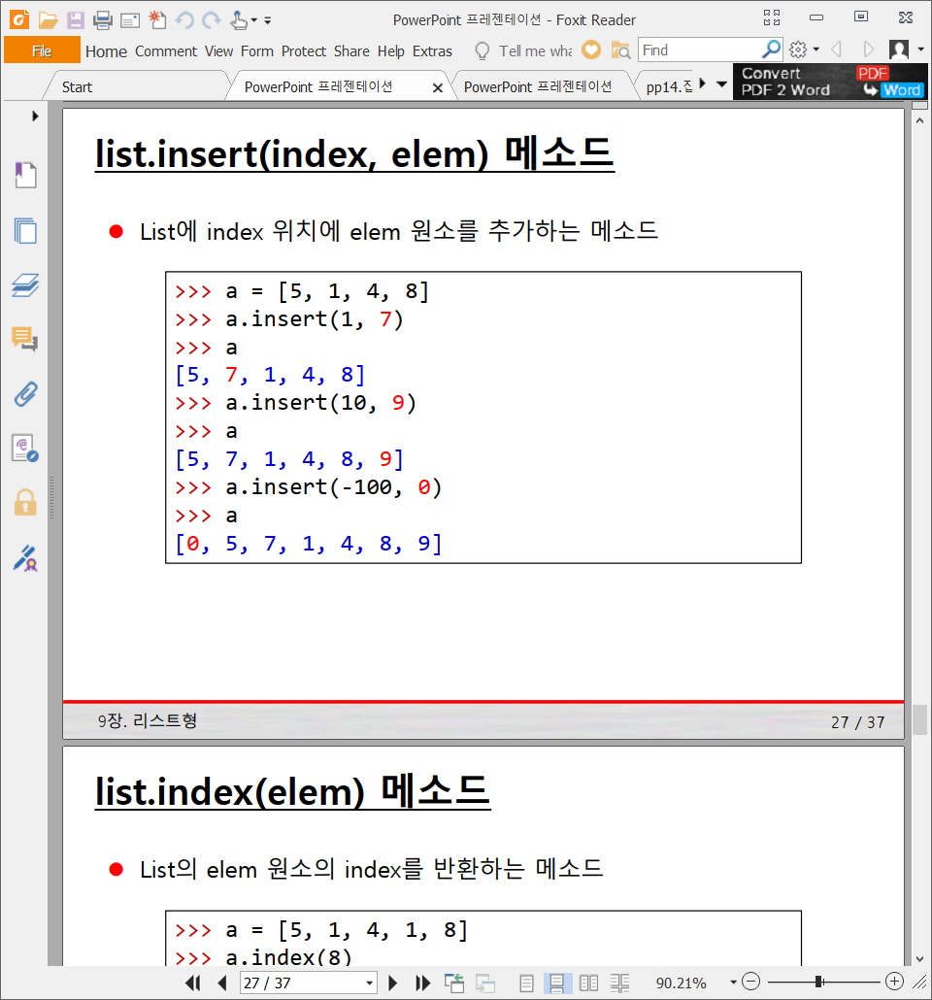 PowerPoint 프레젠테이션 - Foxit Reader
File Home Comment View Form Protect Share Help Extras Tell me wha Find
Start PowerPoint 프레젠테이션 PowerPoint 프레젠테이션 pp14.집
Convert PDF
PDF 2 Word Word
list.insert(index, elem) 메소드
List에 index 위치에 elem 원소를 추가하는 메소드
>>> a = [5, 1, 4, 8]
>>> a.insert(1, 7)
>>> a
[5, 7, 1, 4, 8]
>>> a.insert(10, 9)
>>> a
[5, 7, 1, 4, 8, 9]
>>> a.insert(-100, 0)
>>> a
[0, 5, 7, 1, 4, 8, 9]
9장. 리스트형 27 / 37
list.index(elem) 메소드
List의 elem 원소의 index를 반환하는 메소드
>>> a = [5, 1, 4, 1, 8]
>>> a.index(8)
27 / 37 90.21%